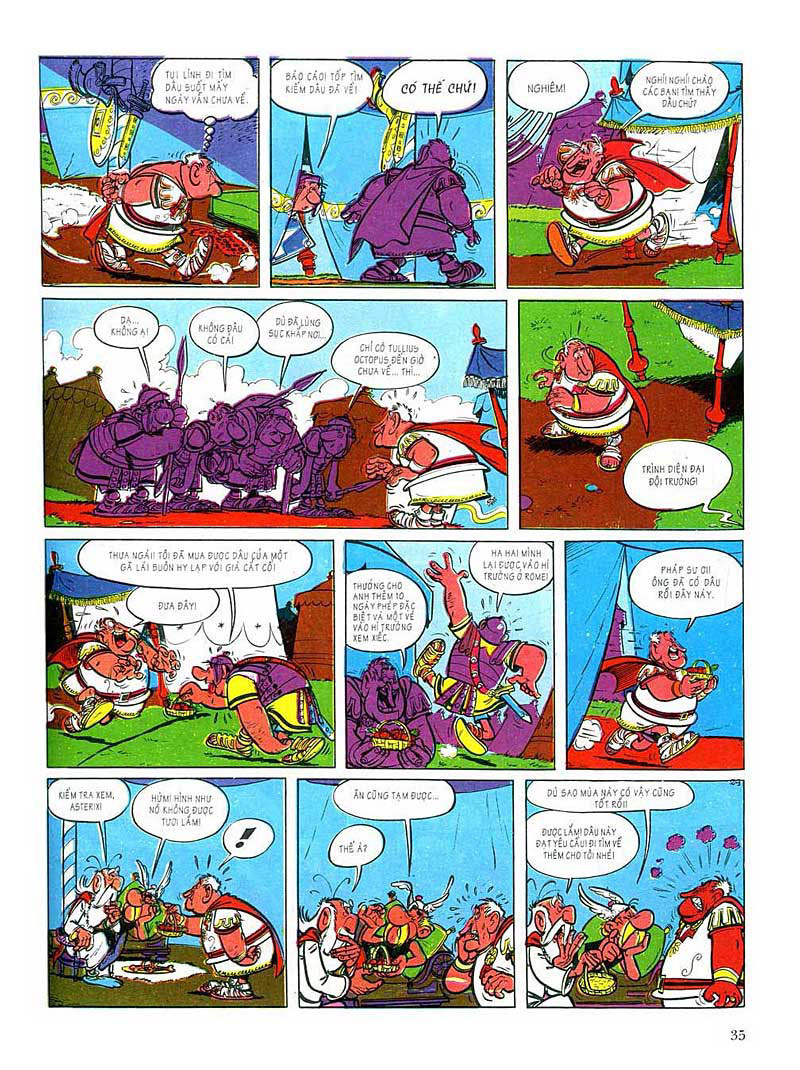 TỤI LÍNH ĐI TÌM
DÂU SUỐT MẤY
NGÀY VẪN CHƯA VỀ.
BÁO CÁO! TỐP TÌM
KIẾM DÂU ĐÃ VỀ!
CÓ THẾ CHỨ!
NGHIÊM!
NGHỈ! NGHỈ! CHÀO
CÁC BẠN! TÌM THẤY
DÂU CHỨ?
DẠ...
KHÔNG Ạ!
KHÔNG ĐÂU
CÓ CẢ!
DÙ ĐÃ LÙNG
SỤC KHẮP NƠI...
CHỈ CÓ TULLIUS
OCTOPUS ĐẾN GIỜ
CHƯA VỀ... THÌ...
TRÌNH DIỆN ĐẠI
ĐỘI TRƯỞNG!
THƯA NGÀI! TÔI ĐÃ MUA ĐƯỢC DÂU CỦA MỘT
GÃ LÁI BUÔN HY LẠP VỚI GIÁ CẮT CỔ!
ĐƯA ĐÂY!
THƯỞNG CHO
ANH THÊM 10
NGÀY PHÉP ĐẶC
BIỆT VÀ MỘT VÉ
VÀO HÍ TRƯỜNG
XEM XIẾC.
HA HA! MÌNH
LẠI ĐƯỢC VÀO HÍ
TRƯỜNG Ở ROME!
PHÁP SƯ ƠI!
ÔNG ĐÃ CÓ DÂU
RỒI ĐÂY NÀY.
KIỂM TRA XEM,
ASTERIX!
HỪM! HÌNH NHƯ
NÓ KHÔNG ĐƯỢC
TƯƠI LẮM!
!
ĂN CŨNG TẠM ĐƯỢC...
THẾ À?
DÙ SAO MÙA NÀY CÓ VẬY CŨNG
TỐT RỒI!
ĐƯỢC LẮM! DÂU NÀY
ĐẠT YÊU CẦU! ĐI TÌM VỀ
THÊM CHO TÔI NHÉ!
35